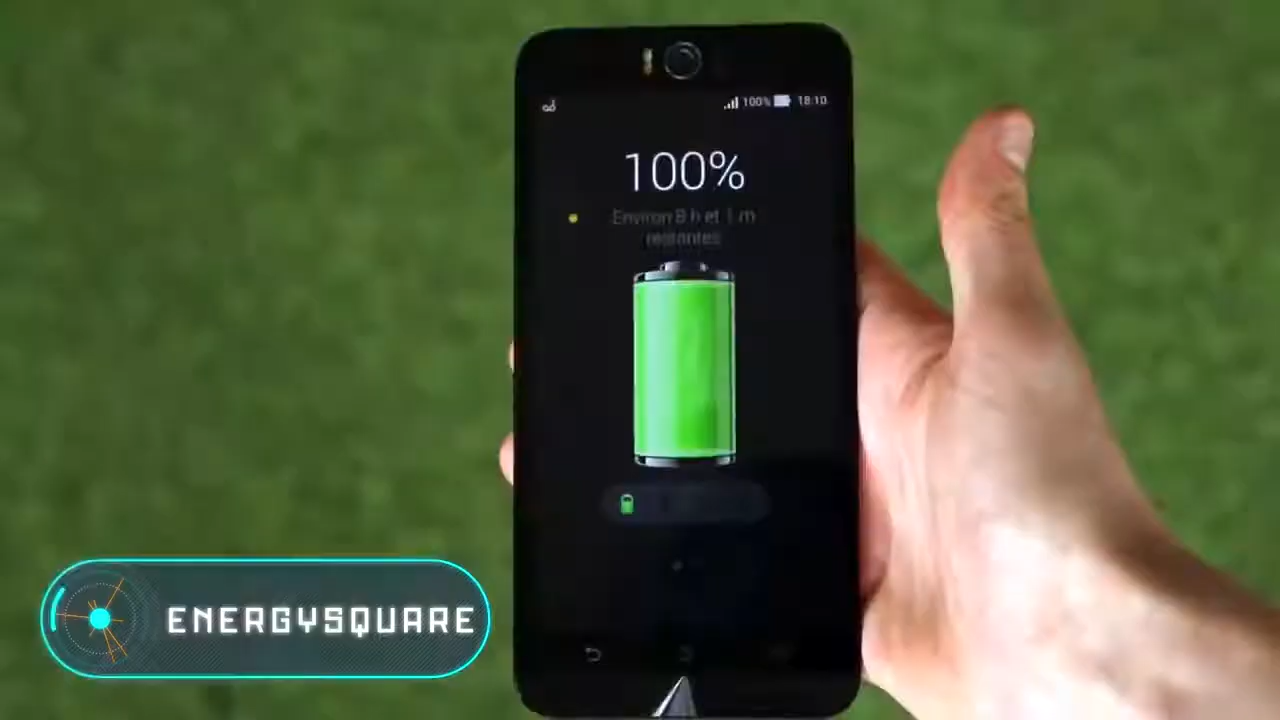 100% 18:10
100%
Environ 8 h et 1 m
restantes
ENERGYSQUARE